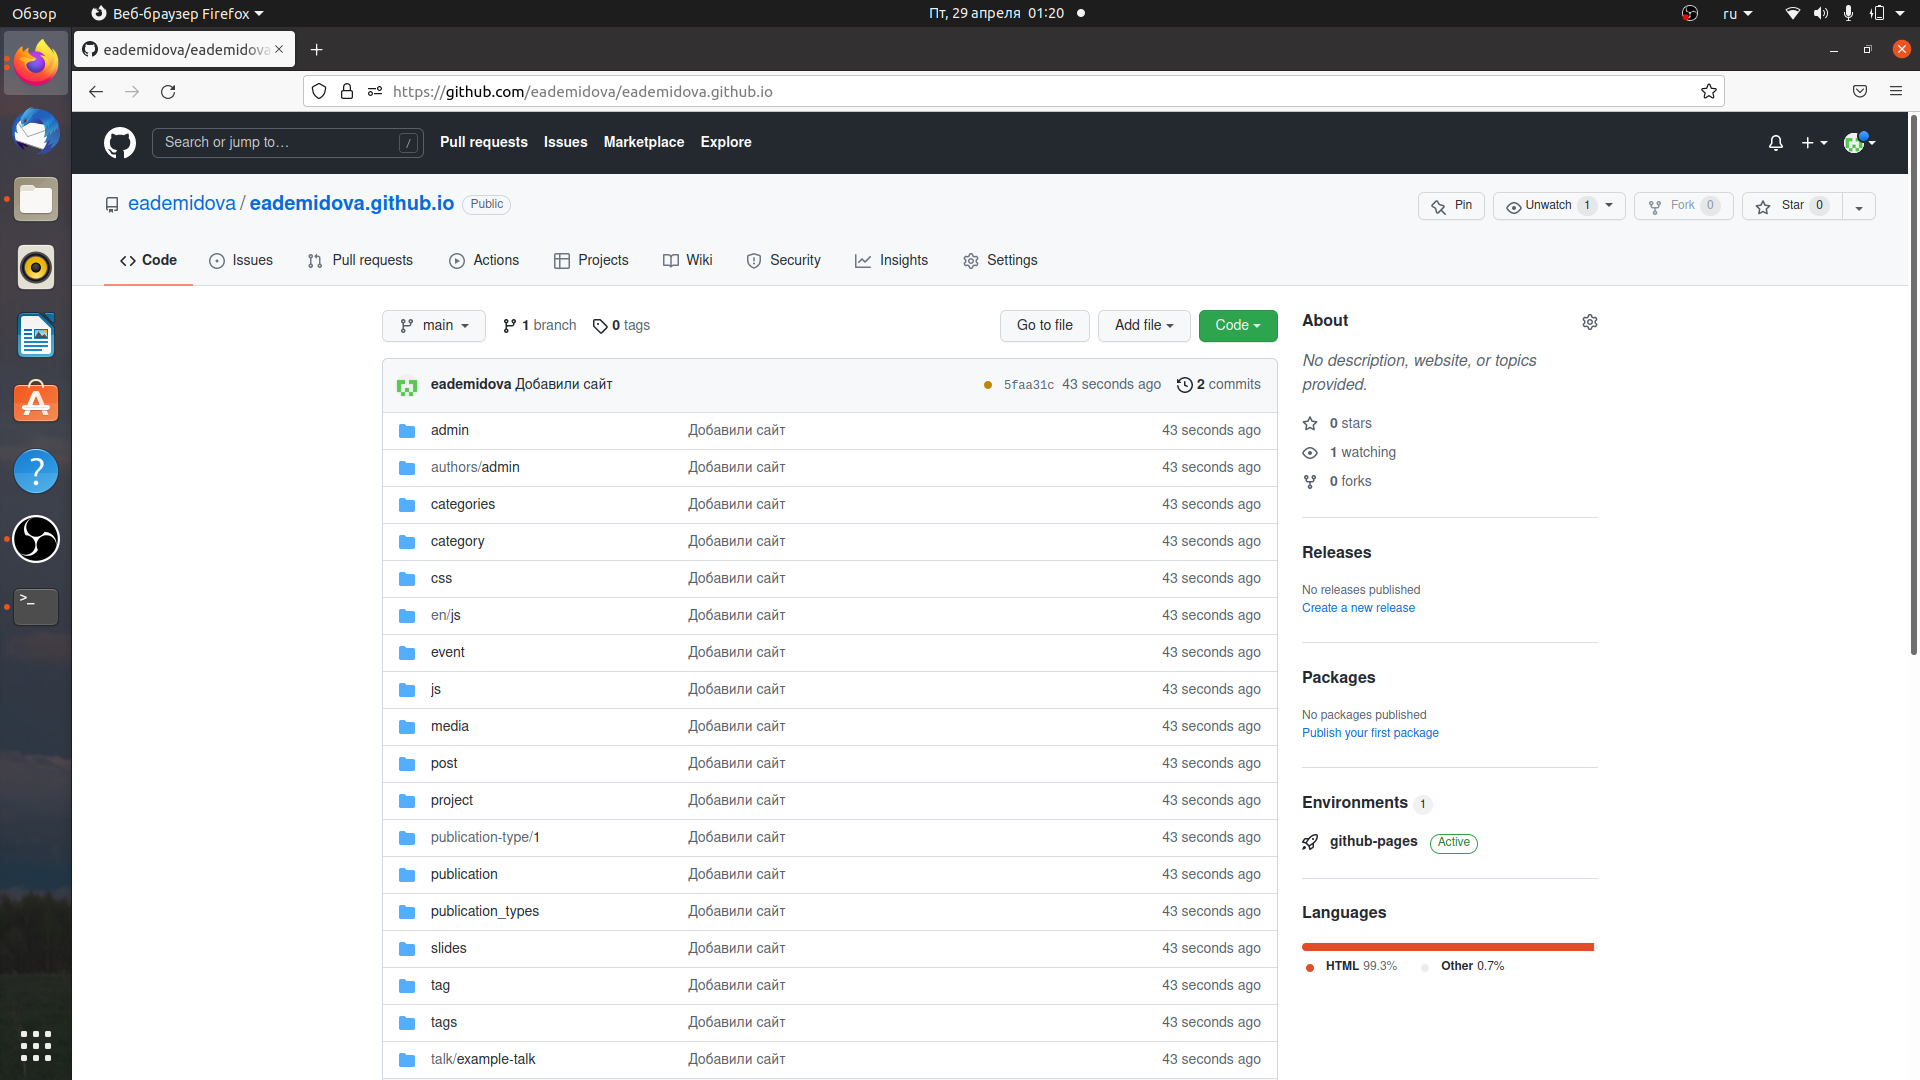 Обзор
Веб-браузер Firefox
Пт, 29 апреля 01:20
ru
eademidova/eademidova
https://github.com/eademidova/eademidova.github.io
Search or jump to…
/
Pull requests
Issues
Marketplace
Explore
eademidova / eademidova.github.io
Public
Pin
Unwatch 1
Fork 0
Star 0
Code
Issues
Pull requests
Actions
Projects
Wiki
Security
Insights
Settings
main
1 branch
0 tags
Go to file
Add file
Code
eademidova Добавили сайт
5faa31c 43 seconds ago
2 commits
admin Добавили сайт 43 seconds ago
authors/admin Добавили сайт 43 seconds ago
categories Добавили сайт 43 seconds ago
category Добавили сайт 43 seconds ago
css Добавили сайт 43 seconds ago
en/js Добавили сайт 43 seconds ago
event Добавили сайт 43 seconds ago
js Добавили сайт 43 seconds ago
media Добавили сайт 43 seconds ago
post Добавили сайт 43 seconds ago
project Добавили сайт 43 seconds ago
publication-type/1 Добавили сайт 43 seconds ago
publication Добавили сайт 43 seconds ago
publication_types Добавили сайт 43 seconds ago
slides Добавили сайт 43 seconds ago
tag Добавили сайт 43 seconds ago
tags Добавили сайт 43 seconds ago
talk/example-talk Добавили сайт 43 seconds ago
About
No description, website, or topics
provided.
0 stars
1 watching
0 forks
Releases
No releases published
Create a new release
Packages
No packages published
Publish your first package
Environments 1
github-pages Active
Languages
HTML 99.3%
Other 0.7%